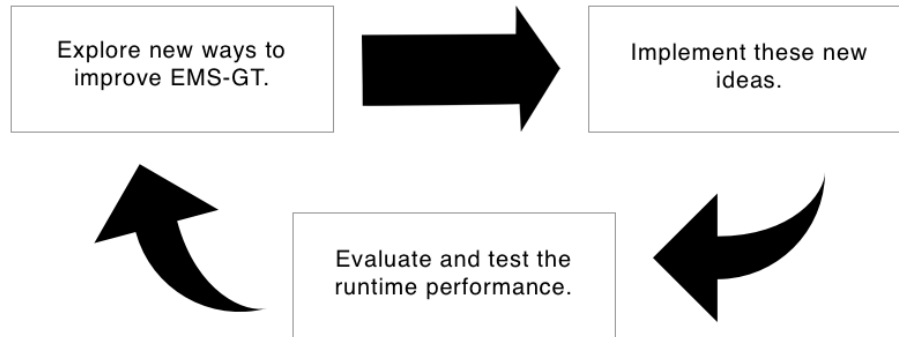 Explore new ways to
improve EMS-GT.
Implement these new
ideas.
Evaluate and test the
runtime performance.